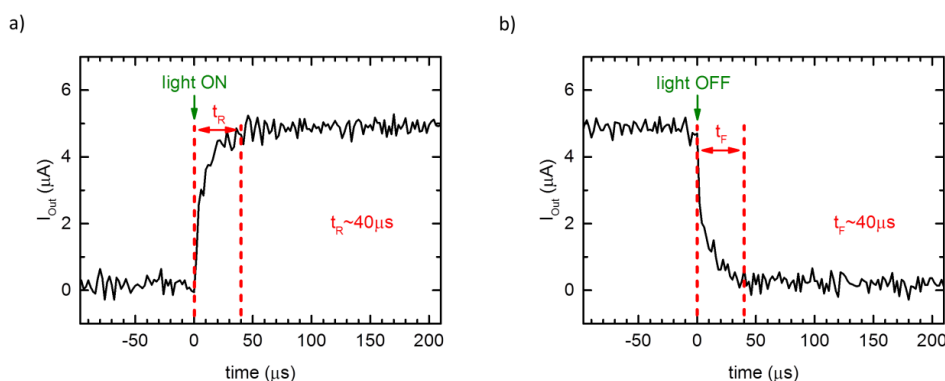 a)
light ON
t_R
I_Out (μA)
6
4
2
0
t_R~40μs
-50 0 50 100 150 200
time (μs)
b)
light OFF
t_F
I_Out (μA)
6
4
2
0
t_F~40μs
-50 0 50 100 150 200
time (μs)